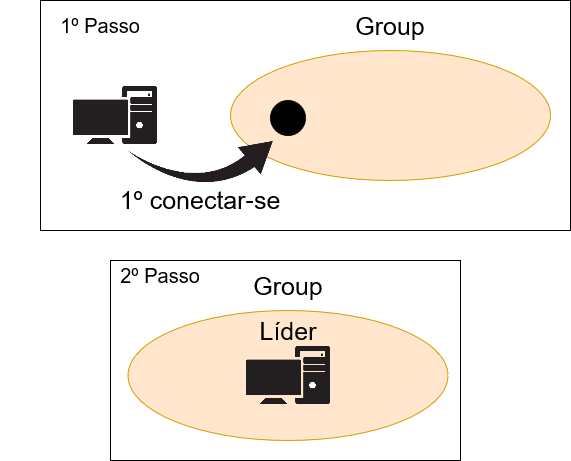 1º Passo
Group
1º conectar-se
2º Passo
Group
Líder